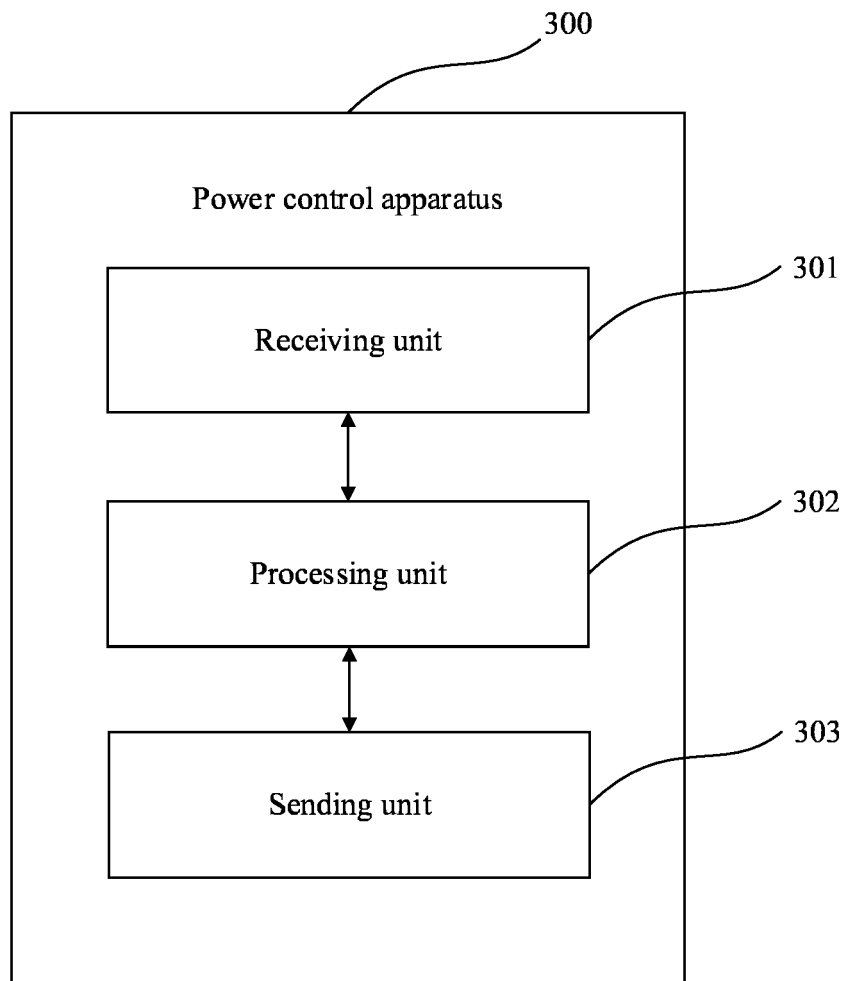 300
Power control apparatus
301
Receiving unit
302
Processing unit
303
Sending unit